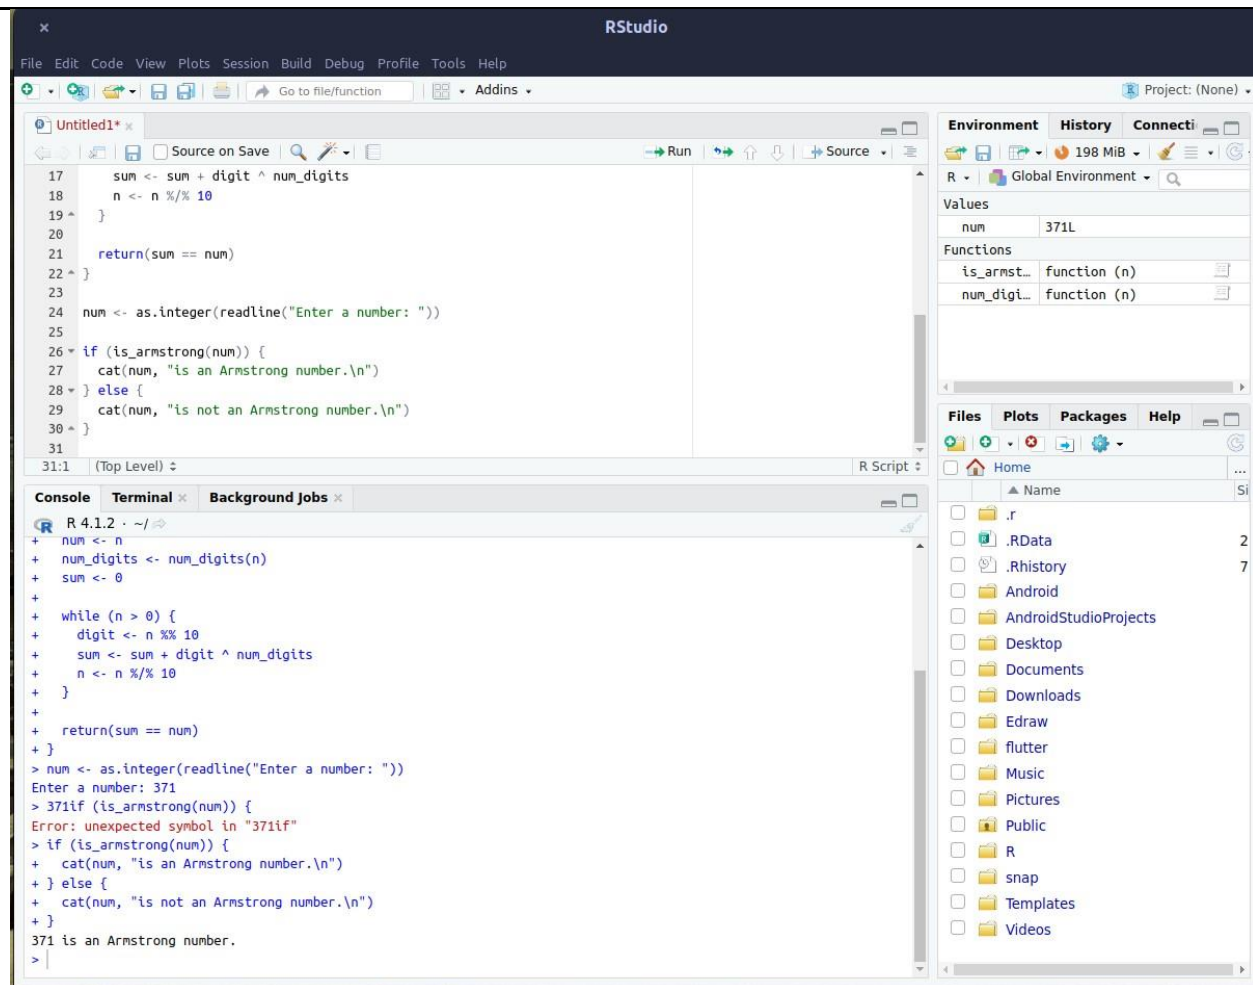 RStudio
File Edit Code View Plots Session Build Debug Profile Tools Help
Go to file/function Addins Project: (None)
Untitled1*
Source on Save Run Source
17 sum <- sum + digit ^ num_digits
18 n <- n %/% 10
19 }
20
21 return(sum == num)
22 }
23
24 num <- as.integer(readline("Enter a number: "))
25
26 if (is_armstrong(num)) {
27 cat(num, "is an Armstrong number.\n")
28 } else {
29 cat(num, "is not an Armstrong number.\n")
30 }
31
31:1 (Top Level) R Script
Console Terminal Background Jobs
R 4.1.2 · ~/
+ num <- n
+ num_digits <- num_digits(n)
+ sum <- 0
+
+ while (n > 0) {
+ digit <- n %% 10
+ sum <- sum + digit ^ num_digits
+ n <- n %/% 10
+ }
+
+ return(sum == num)
+ }
> num <- as.integer(readline("Enter a number: "))
Enter a number: 371
> 371if (is_armstrong(num)) {
Error: unexpected symbol in "371if"
> if (is_armstrong(num)) {
+ cat(num, "is an Armstrong number.\n")
+ } else {
+ cat(num, "is not an Armstrong number.\n")
+ }
371 is an Armstrong number.
>
Environment History Connecti
198 MiB
R Global Environment
Values
num 371L
Functions
is_armst… function (n)
num_digi… function (n)
Files Plots Packages Help
Home ...
Name Si
.r
.RData 2
.Rhistory 7
Android
AndroidStudioProjects
Desktop
Documents
Downloads
Edraw
flutter
Music
Pictures
Public
R
snap
Templates
Videos